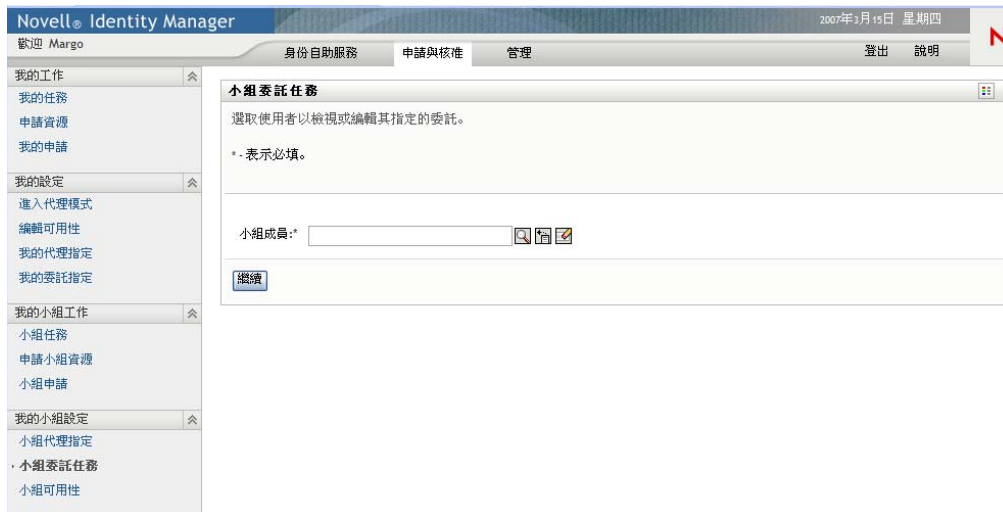 Novell® Identity Manager
2007年3月15日 星期四
歡迎 Margo
身份自助服務
申請與核准
管理
登出
說明
N
我的工作
我的任務
申請資源
我的申請
我的設定
進入代理模式
編輯可用性
我的代理指定
我的委託指定
我的小組工作
小組任務
申請小組資源
小組申請
我的小組設定
小組代理指定
小組委託任務
小組可用性
小組委託任務
選取使用者以檢視或編輯其指定的委託。
* - 表示必填。
小組成員:*
繼續